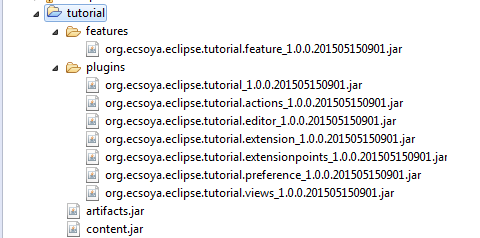 tutorial
features
org.ecsoya.eclipse.tutorial.feature_1.0.0.201505150901.jar
plugins
org.ecsoya.eclipse.tutorial_1.0.0.201505150901.jar
org.ecsoya.eclipse.tutorial.actions_1.0.0.201505150901.jar
org.ecsoya.eclipse.tutorial.editor_1.0.0.201505150901.jar
org.ecsoya.eclipse.tutorial.extension_1.0.0.201505150901.jar
org.ecsoya.eclipse.tutorial.extensionpoints_1.0.0.201505150901.jar
org.ecsoya.eclipse.tutorial.preference_1.0.0.201505150901.jar
org.ecsoya.eclipse.tutorial.views_1.0.0.201505150901.jar
artifacts.jar
content.jar